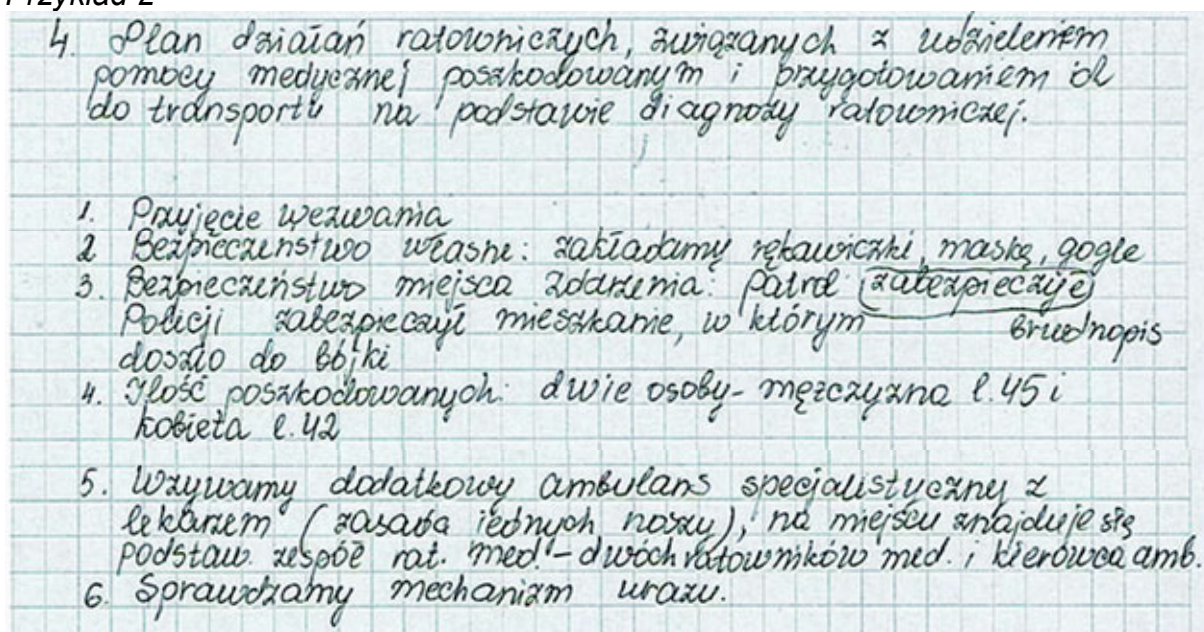 Przykład 2
4. Plan działań ratowniczych, związanych z udzieleniem
pomocy medycznej poszkodowanym i przygotowaniem ich
do transportu na podstawie diagnozy ratowniczej.
1. Przyjęcie wezwania
2 Bezpieczeństwo własne: zakładamy rękawiczki, maskę, gogle
3. Bezpieczeństwo miejsca zdarzenia: Patrol (zabezpieczyje)
Policji zabezpieczył mieszkanie, w którym brudnopis
doszło do bójki
4. Ilość poszkodowanych: dwie osoby - mężczyzna l.45 i
kobieta l.42
5. Wzywamy dodatkowy ambulans specjalistyczny z
lekarzem (zasada jednych noszy), na miejscu znajduje się
podstaw. zespół rat. med. - dwóch ratowników med. i kierowca amb.
6. Sprawdzamy mechanizm urazu.